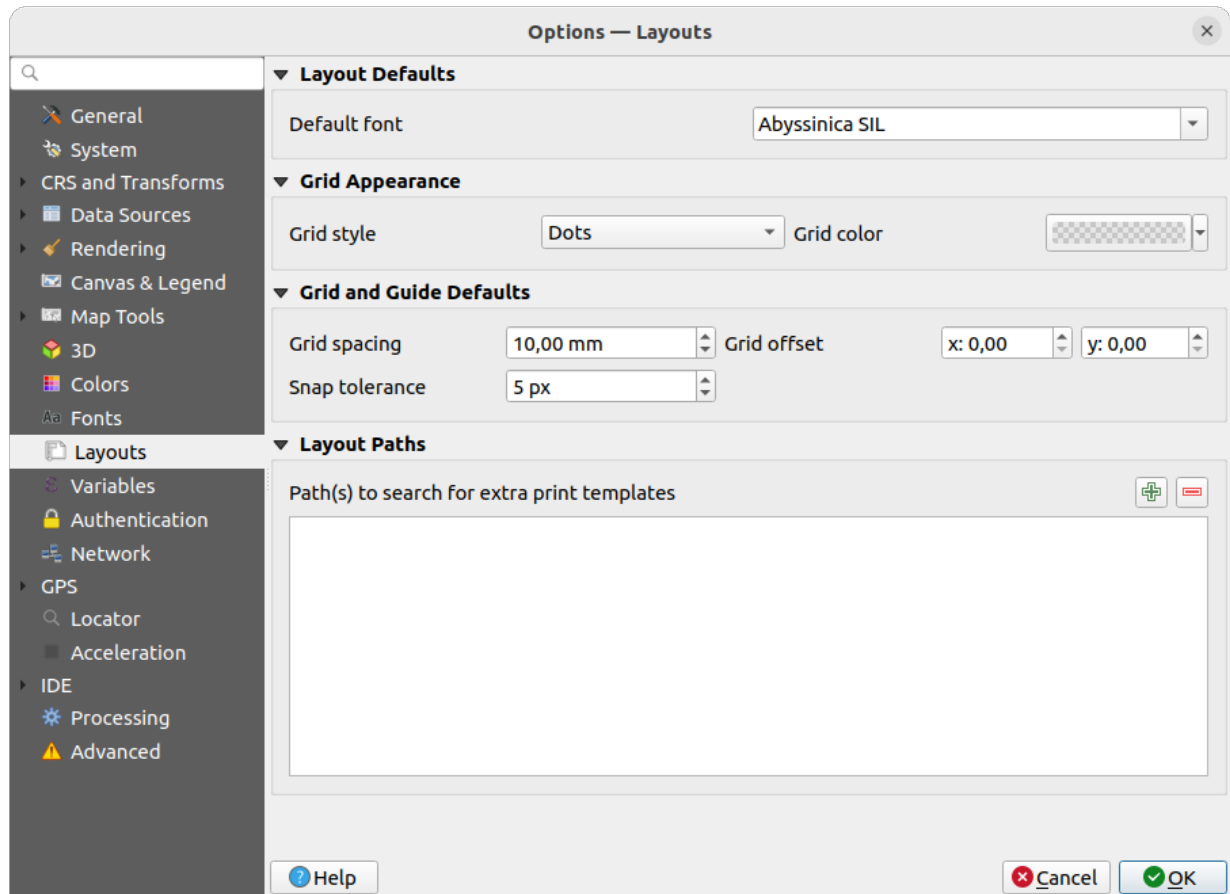 Options — Layouts
General
System
CRS and Transforms
Data Sources
Rendering
Canvas & Legend
Map Tools
3D
Colors
Aa Fonts
Layouts
ε Variables
Authentication
Network
GPS
Locator
Acceleration
IDE
Processing
Advanced
Layout Defaults
Default font Abyssinica SIL
Grid Appearance
Grid style Dots Grid color
Grid and Guide Defaults
Grid spacing 10,00 mm Grid offset x: 0,00 y: 0,00
Snap tolerance 5 px
Layout Paths
Path(s) to search for extra print templates
Help Cancel OK